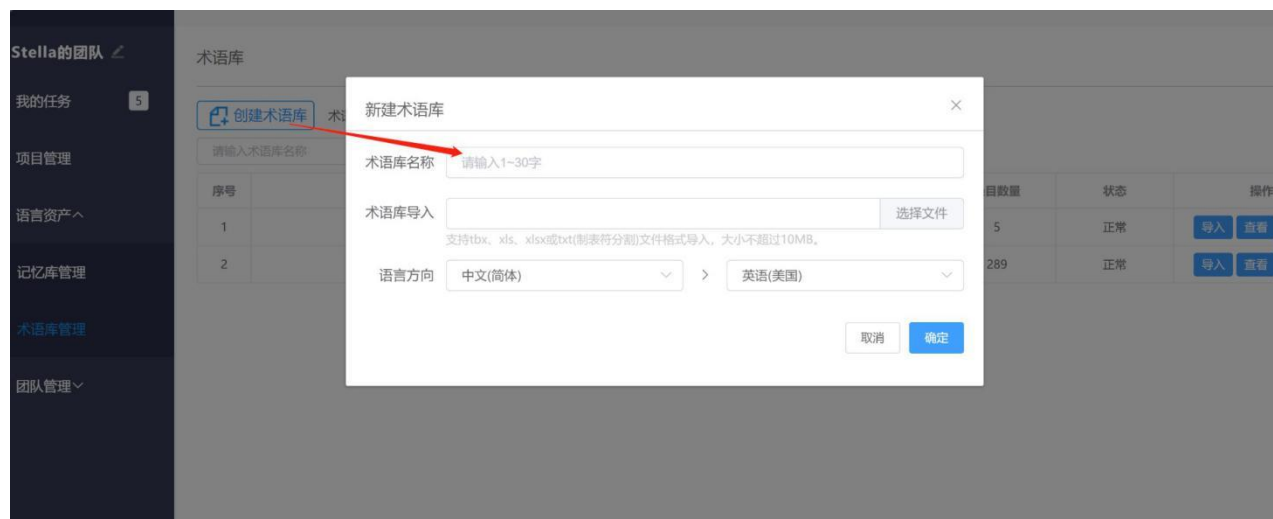 Stella的团队
术语库
我的任务 5
创建术语库
新建术语库
请输入术语库名称
术语库名称 请输入1~30字
项目管理
序号 目数量 状态 操作
术语库导入 选择文件
支持tbx、xls、xlsx或txt(制表符分割)文件格式导入，大小不超过10MB。
语言资产
1 5 正常 导入 查看
2 289 正常 导入 查看
语言方向 中文(简体) > 英语(美国)
记忆库管理
术语库管理
取消 确定
团队管理